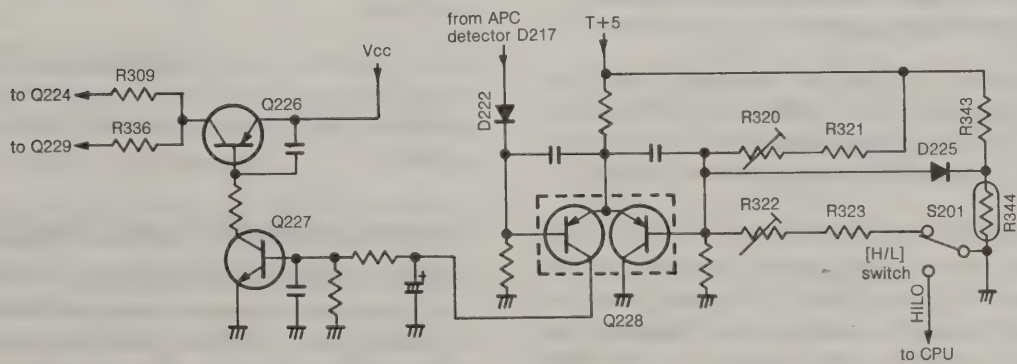 from APC
detector D217
T+5
Vcc
R309
to Q224
Q226
R336
to Q229
D222
R320
R321
R343
D225
R322
R323
S201
R344
[H/L]
switch
Q227
Q228
HILO
to CPU